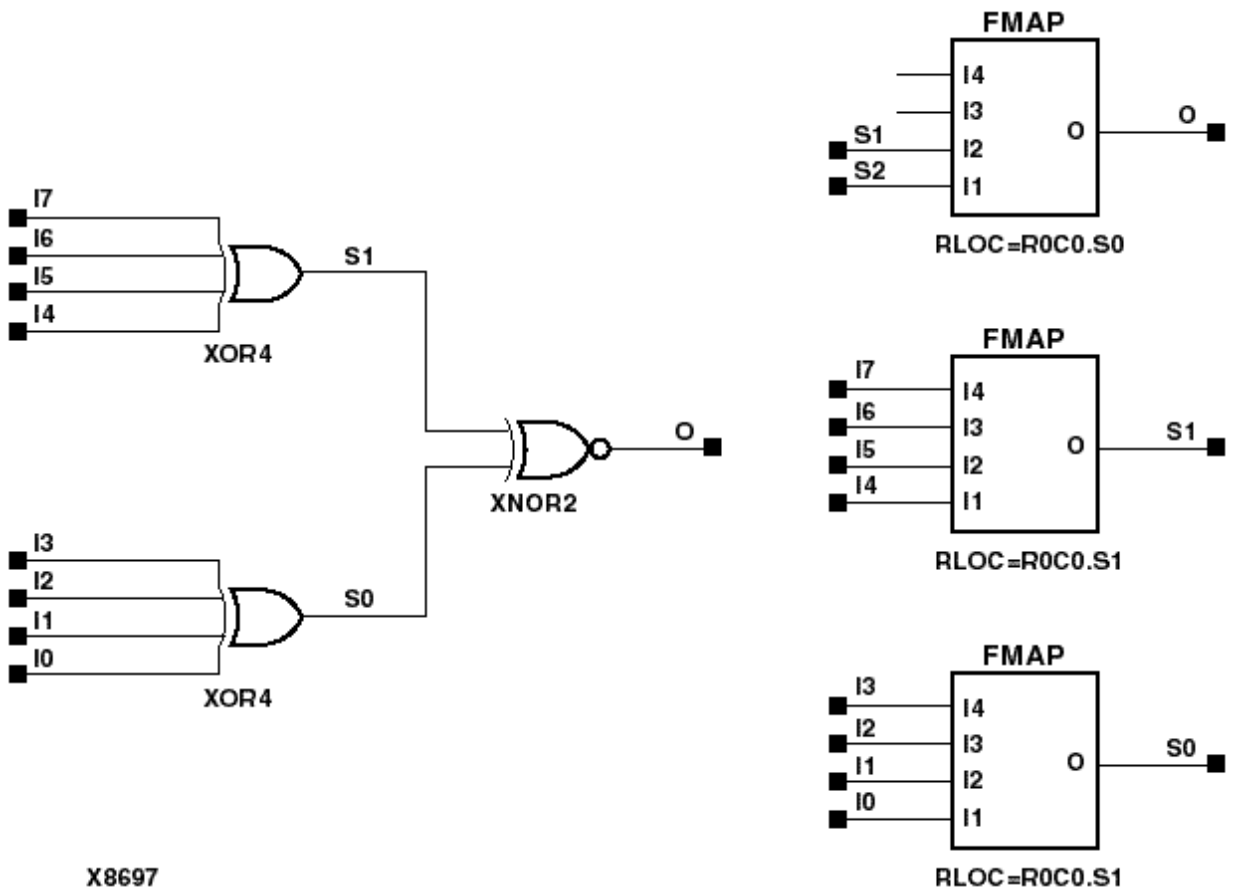 I7
I6
I5
I4
XOR4
S1
I3
I2
I1
I0
XOR4
S0
XNOR2
O
X8697
FMAP
I4
I3
S1 I2
S2 I1
O O
RLOC=R0C0.S0
FMAP
I7 I4
I6 I3
I5 I2
I4 I1
O S1
RLOC=R0C0.S1
FMAP
I3 I4
I2 I3
I1 I2
I0 I1
O S0
RLOC=R0C0.S1